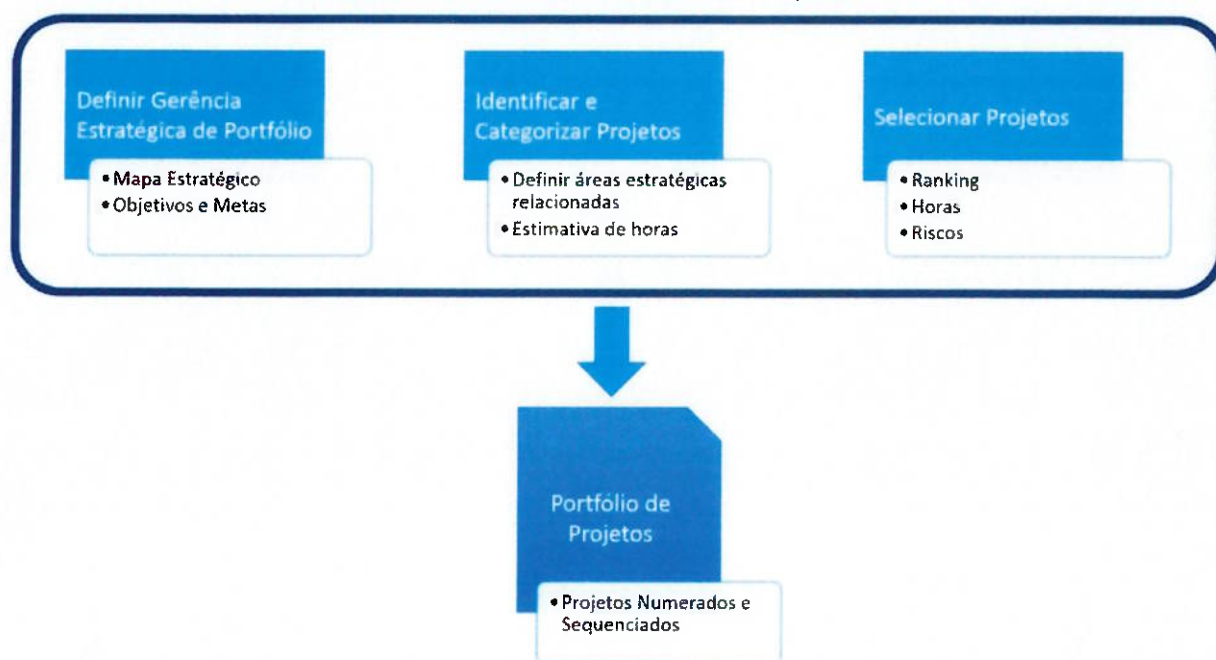 Definir Gerência
Estratégica de Portfólio
• Mapa Estratégico
• Objetivos e Metas
Identificar e
Categorizar Projetos
• Definir áreas estratégicas
relacionadas
• Estimativa de horas
Selecionar Projetos
• Ranking
• Horas
• Riscos
Portfólio de
Projetos
• Projetos Numerados e
Sequenciados